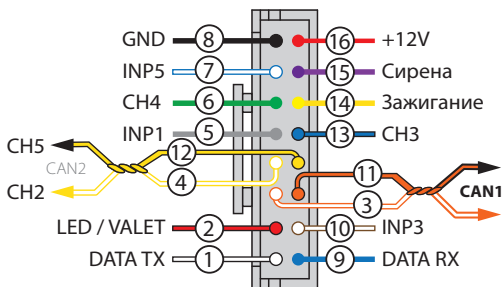 GND 8 16 +12V
INP5 7 15 Сирена
CH4 6 14 Зажигание
INP1 5 13 CH3
CH5 12
CAN2 11
CH2 4 CAN1
3
LED / VALET 2 10 INP3
DATA TX 1 9 DATA RX